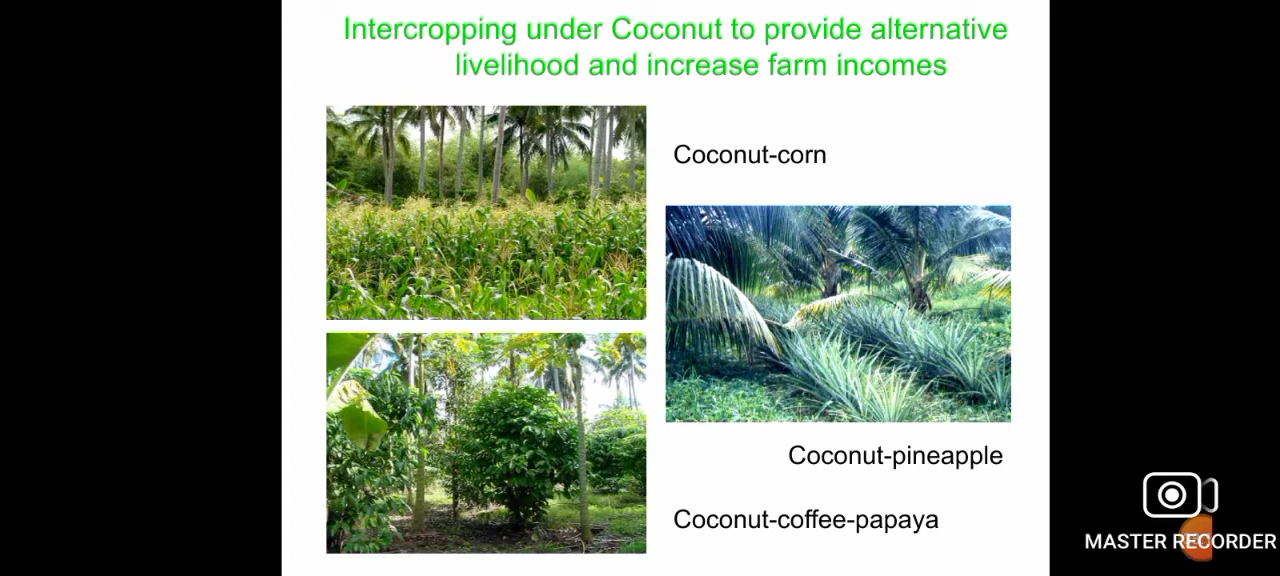 Intercropping under Coconut to provide alternative
livelihood and increase farm incomes
Coconut-corn
Coconut-pineapple
Coconut-coffee-papaya
MASTER RECORDER